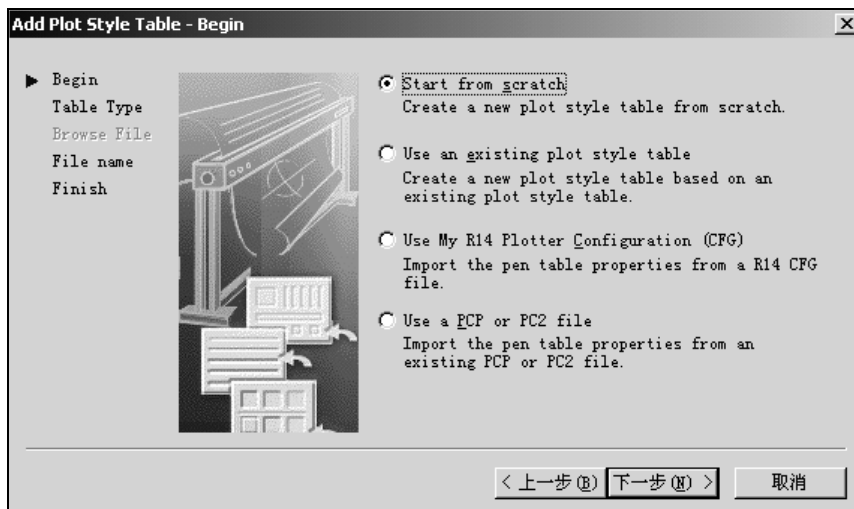 Add Plot Style Table - Begin
Begin
Table Type
Browse File
File name
Finish
Start from scratch
Create a new plot style table from scratch.
Use an existing plot style table
Create a new plot style table based on an
existing plot style table.
Use My R14 Plotter Configuration (CFG)
Import the pen table properties from a R14 CFG
file.
Use a PCP or PC2 file
Import the pen table properties from an
existing PCP or PC2 file.
< 上一步(B)
下一步(N) >
取消